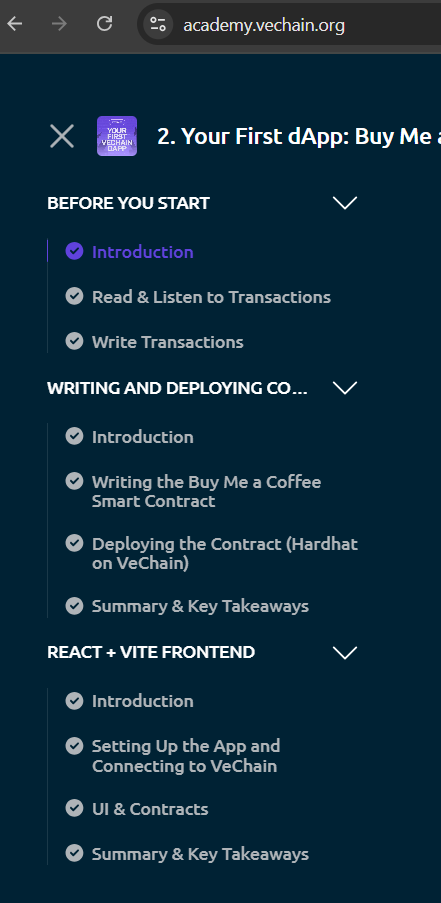 academy.vechain.org
YOUR
FIRST
VECHAIN
DAPP
2. Your First dApp: Buy Me a
BEFORE YOU START
Introduction
Read & Listen to Transactions
Write Transactions
WRITING AND DEPLOYING CO...
Introduction
Writing the Buy Me a Coffee
Smart Contract
Deploying the Contract (Hardhat
on VeChain)
Summary & Key Takeaways
REACT + VITE FRONTEND
Introduction
Setting Up the App and
Connecting to VeChain
UI & Contracts
Summary & Key Takeaways